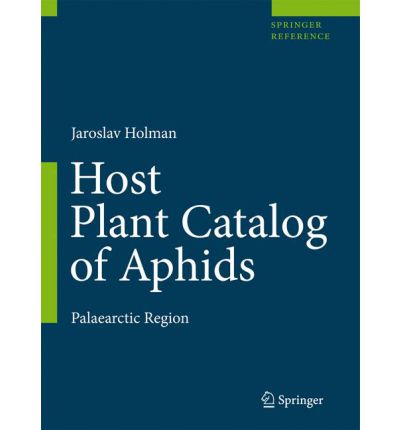 SPRINGER
REFERENCE
Jaroslav Holman
Host
Plant Catalog
of Aphids
Palaearctic Region
Springer